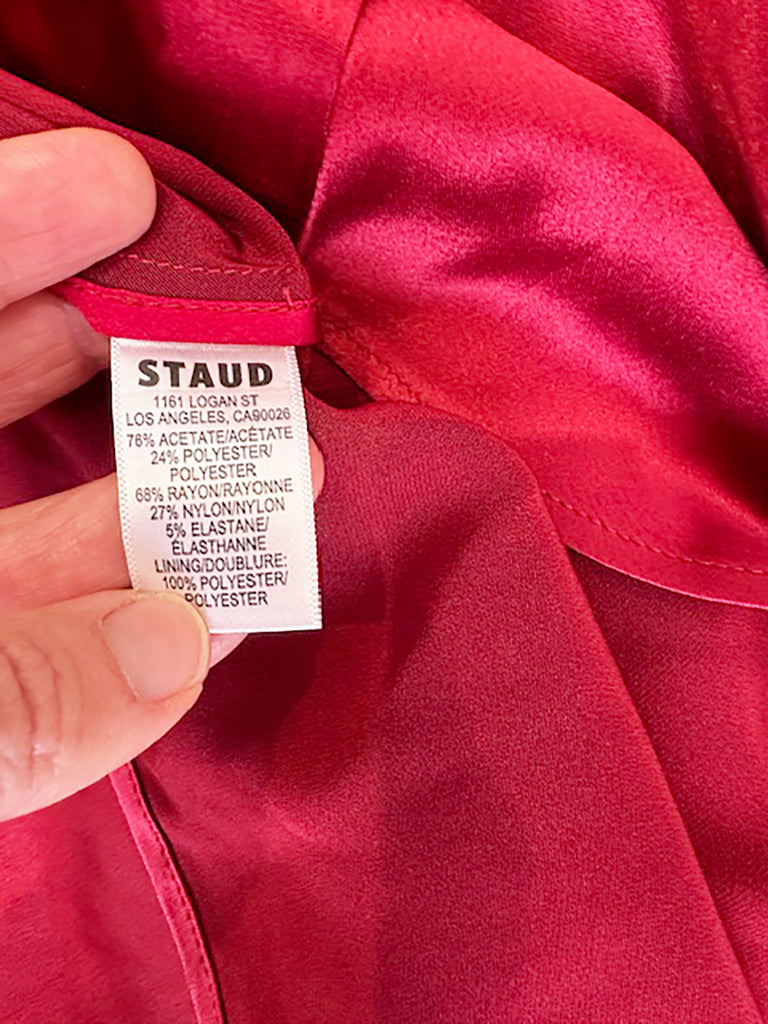 STAUD
1161 LOGAN ST
LOS ANGELES, CA90026
76% ACETATE/ACÉTATE
24% POLYESTER/
POLYESTER
68% RAYON/RAYONNE
27% NYLON/NYLON
5% ELASTANE/
ÉLASTHANNE
LINING/DOUBLURE:
100% POLYESTER/
POLYESTER